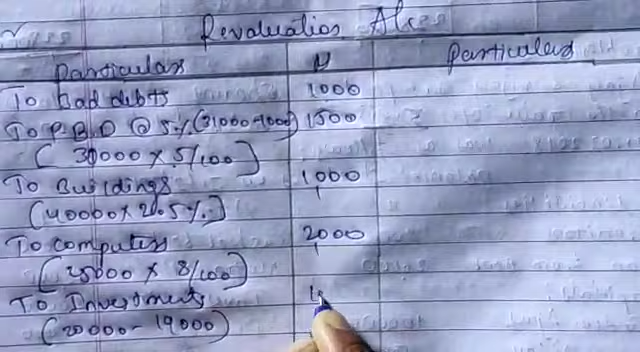 Revaluation A/c
Particulars ₹ Particulars
To Bad debts 1000
To P.B.D @ 5% (31000-1000) 1500
(30000 x 5/100)
To Buildings 1000
(40000 x 2.5%)
To computers 2000
(25000 x 8/100)
To Investments
(20000 - 19000)